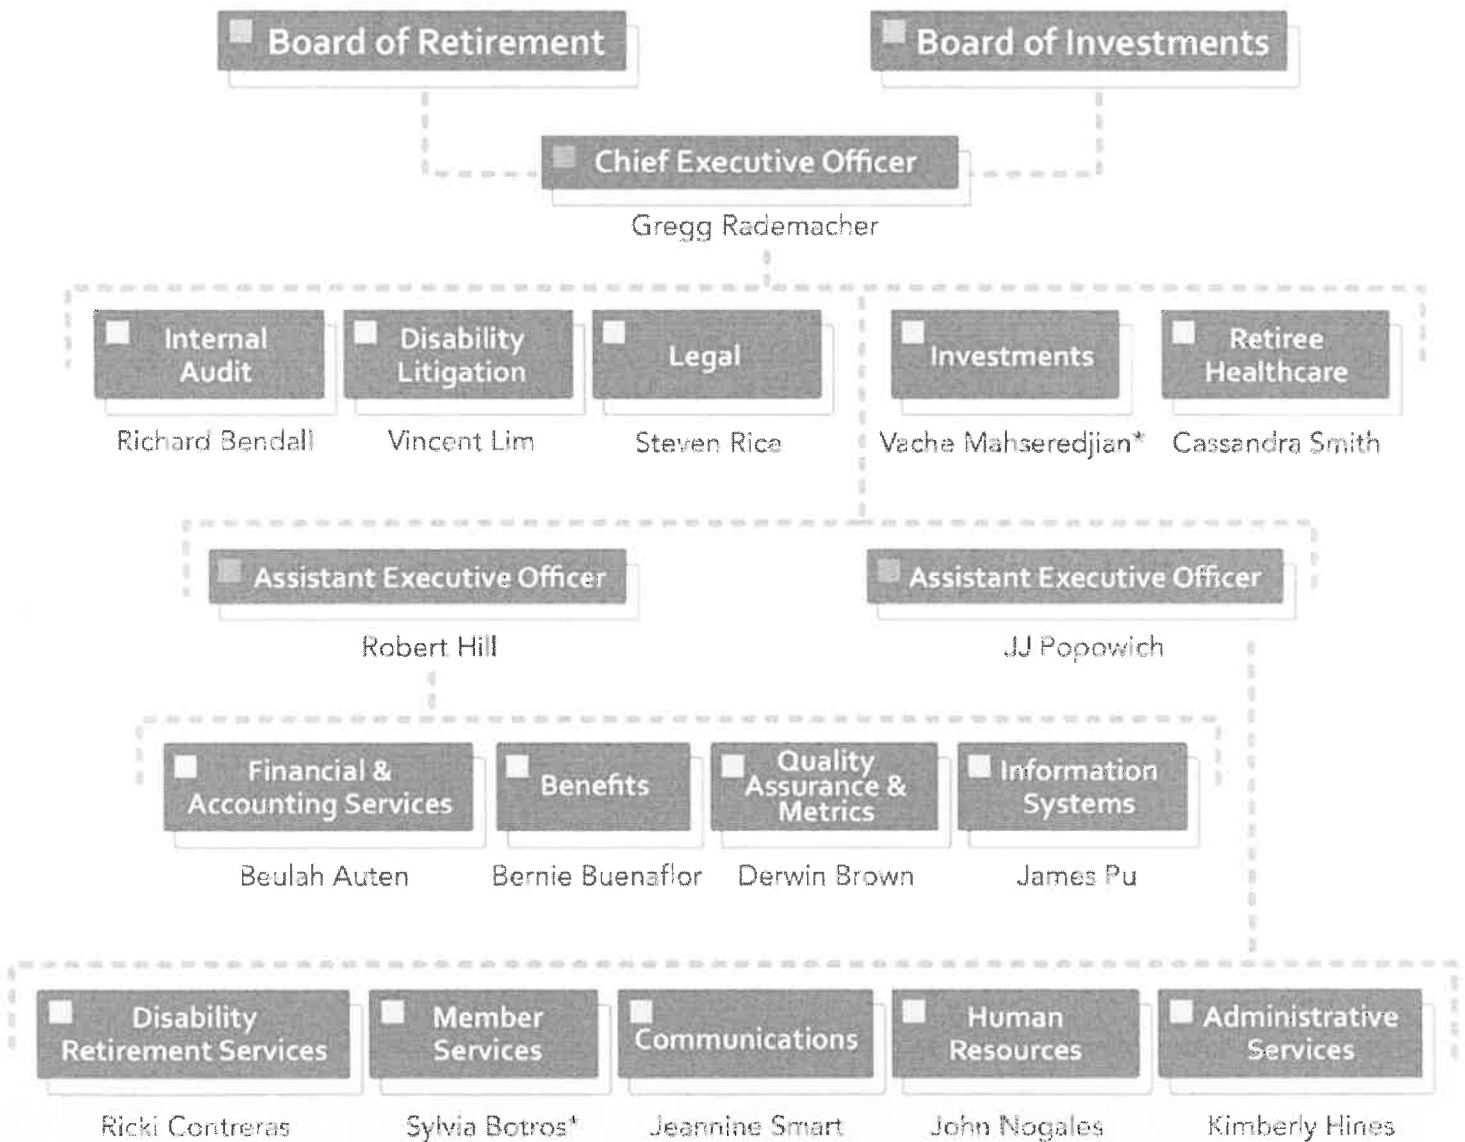 Board of Retirement
Board of Investments
Chief Executive Officer
Gregg Rademacher
Internal
Audit
Richard Bendall
Disability
Litigation
Vincent Lim
Legal
Steven Rice
Investments
Vache Mahseredjian*
Retiree
Healthcare
Cassandra Smith
Assistant Executive Officer
Robert Hill
Assistant Executive Officer
JJ Popowich
Financial &
Accounting Services
Beulah Auten
Benefits
Bernie Buenaflor
Quality
Assurance &
Metrics
Derwin Brown
Information
Systems
James Pu
Disability
Retirement Services
Ricki Contreras
Member
Services
Sylvia Botros*
Communications
Jeannine Smart
Human
Resources
John Nogales
Administrative
Services
Kimberly Hines